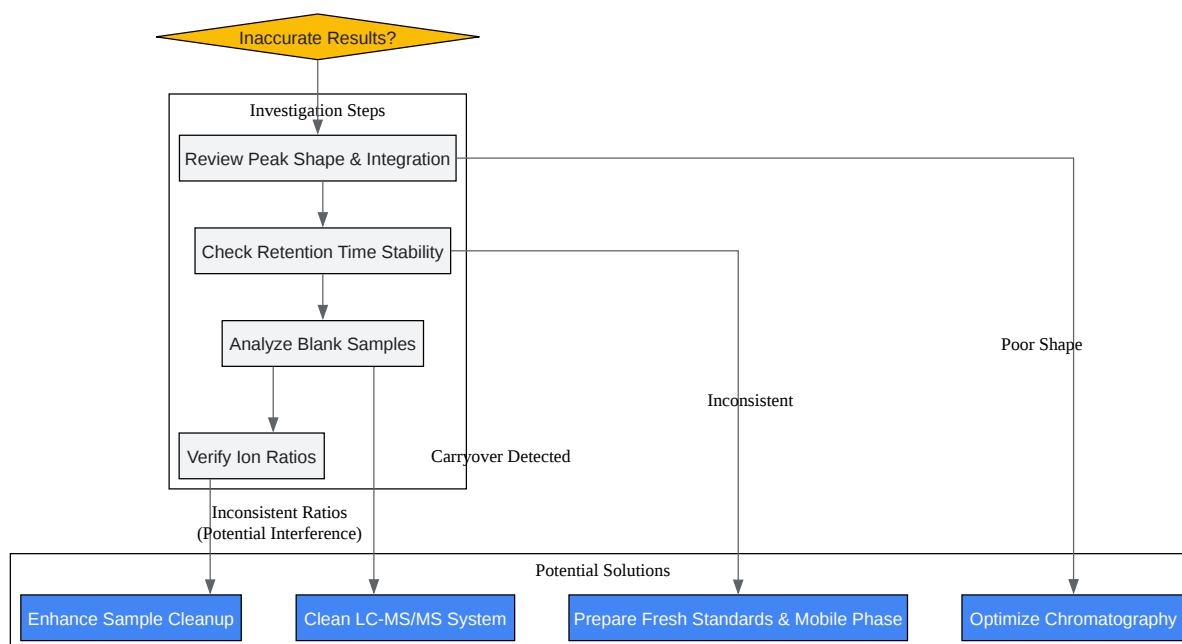 Inaccurate Results?
Investigation Steps
Review Peak Shape & Integration
Check Retention Time Stability
Analyze Blank Samples
Poor Shape
Inconsistent
Verify Ion Ratios
Carryover Detected
Inconsistent Ratios
(Potential Interference)
Potential Solutions
Enhance Sample Cleanup
Clean LC-MS/MS System
Prepare Fresh Standards & Mobile Phase
Optimize Chromatography